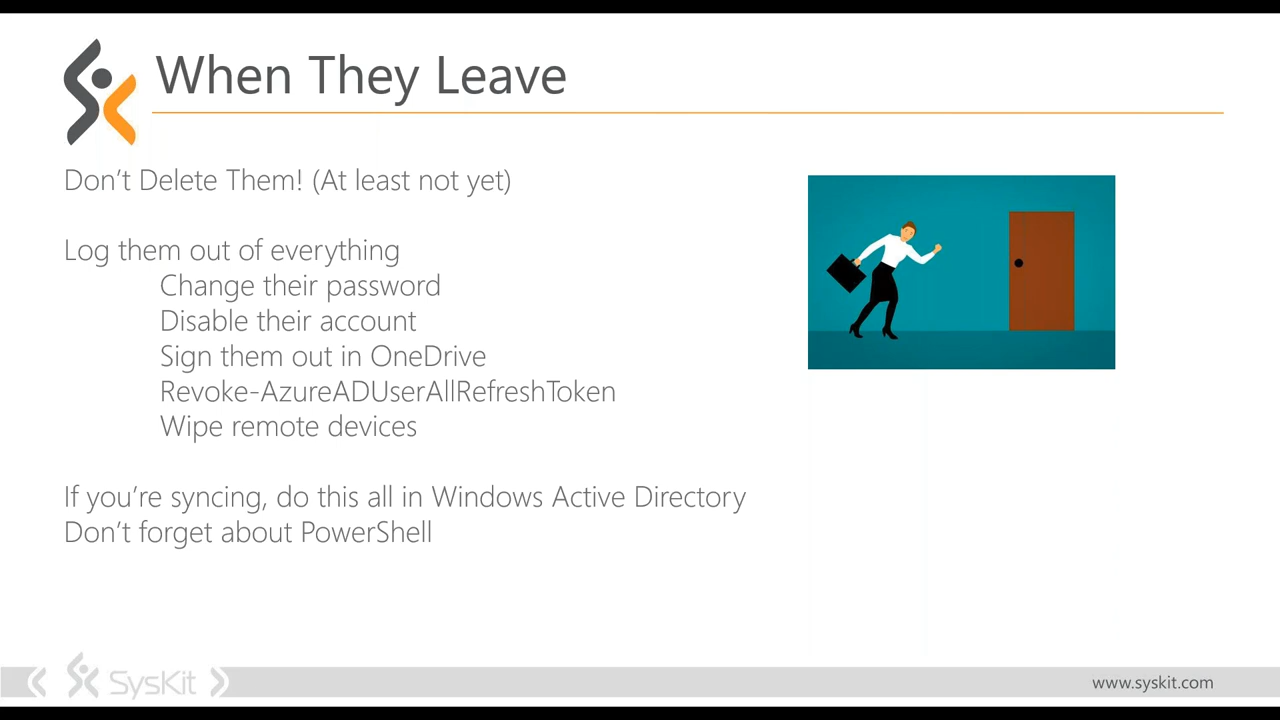 When They Leave
Don't Delete Them! (At least not yet)
Log them out of everything
Change their password
Disable their account
Sign them out in OneDrive
Revoke-AzureADUserAllRefreshToken
Wipe remote devices
If you're syncing, do this all in Windows Active Directory
Don't forget about PowerShell
SysKit
www.syskit.com